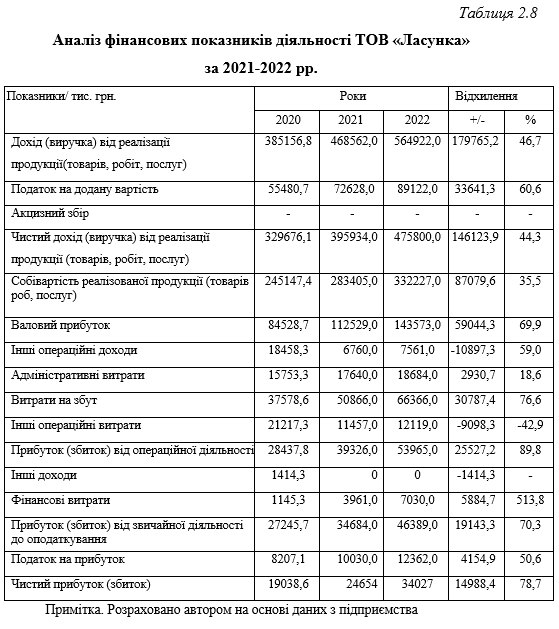 Таблиця 2.8
Аналіз фінансових показників діяльності ТОВ «Ласунка»
за 2021-2022 рр.
Показники/ тис. грн. Роки Відхилення
2020 2021 2022 +/- %
Дохід (виручка) від реалізації 385156,8 468562,0 564922,0 179765,2 46,7
продукції(товарів, робіт, послуг)
Податок на додану вартість 55480,7 72628,0 89122,0 33641,3 60,6
Акцизний збір - - - - -
Чистий дохід (виручка) від реалізації 329676,1 395934,0 475800,0 146123,9 44,3
продукції (товарів, робіт, послуг)
Собівартість реалізованої продукції (товарів 245147,4 283405,0 332227,0 87079,6 35,5
роб, послуг)
Валовий прибуток 84528,7 112529,0 143573,0 59044,3 69,9
Інші операційні доходи 18458,3 6760,0 7561,0 -10897,3 59,0
Адміністративні витрати 15753,3 17640,0 18684,0 2930,7 18,6
Витрати на збут 37578,6 50866,0 66366,0 30787,4 76,6
Інші операційні витрати 21217,3 11457,0 12119,0 -9098,3 -42,9
Прибуток (збиток) від операційної діяльності 28437,8 39326,0 53965,0 25527,2 89,8
Інші доходи 1414,3 0 0 -1414,3 -
Фінансові витрати 1145,3 3961,0 7030,0 5884,7 513,8
Прибуток (збиток) від звичайної діяльності 27245,7 34684,0 46389,0 19143,3 70,3
до оподаткування
Податок на прибуток 8207,1 10030,0 12362,0 4154,9 50,6
Чистий прибуток (збиток) 19038,6 24654 34027 14988,4 78,7
Примітка. Розраховано автором на основі даних з підприємства